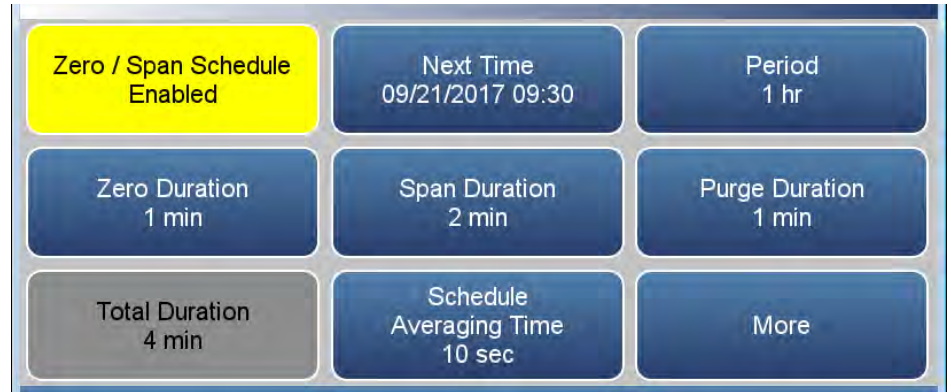 Zero / Span Schedule
Enabled
Next Time
09/21/2017 09:30
Period
1 hr
Zero Duration
1 min
Span Duration
2 min
Purge Duration
1 min
Total Duration
4 min
Schedule
Averaging Time
10 sec
More